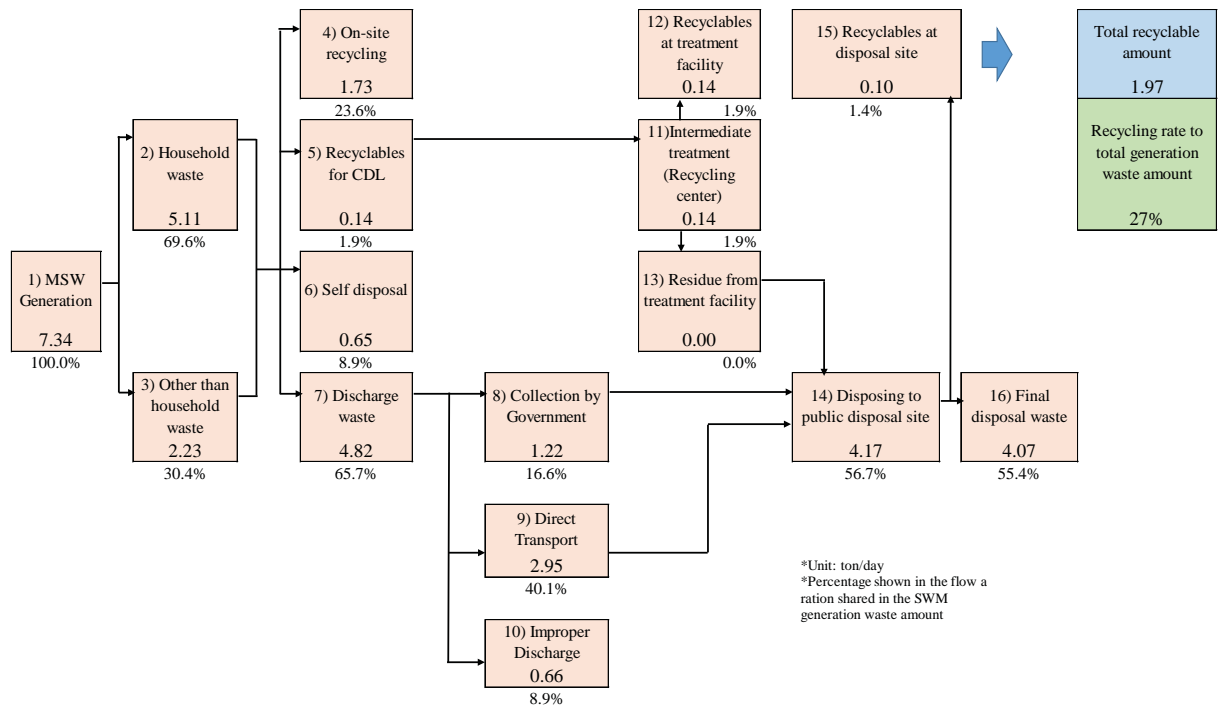 1) MSW
Generation
7.34
100.0%
2) Household
waste
5.11
69.6%
3) Other than
household
waste
2.23
30.4%
4) On-site
recycling
1.73
23.6%
5) Recyclables
for CDL
0.14
1.9%
6) Self disposal
0.65
8.9%
7) Discharge
waste
4.82
65.7%
8) Collection by
Government
1.22
16.6%
9) Direct
Transport
2.95
40.1%
10) Improper
Discharge
0.66
8.9%
12) Recyclables
at treatment
facility
0.14
1.9%
11)Intermediate
treatment
(Recycling
center)
0.14
1.9%
13) Residue from
treatment facility
0.00
0.0%
14) Disposing to
public disposal site
4.17
56.7%
15) Recyclables at
disposal site
0.10
1.4%
16) Final
disposal waste
4.07
55.4%
Total recyclable
amount
1.97
Recycling rate to
total generation
waste amount
27%
*Unit: ton/day
*Percentage shown in the flow a
ration shared in the SWM
generation waste amount